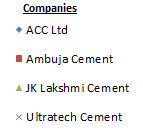 Companies
ACC Ltd
Ambuja Cement
JK Lakshmi Cement
Ultratech Cement